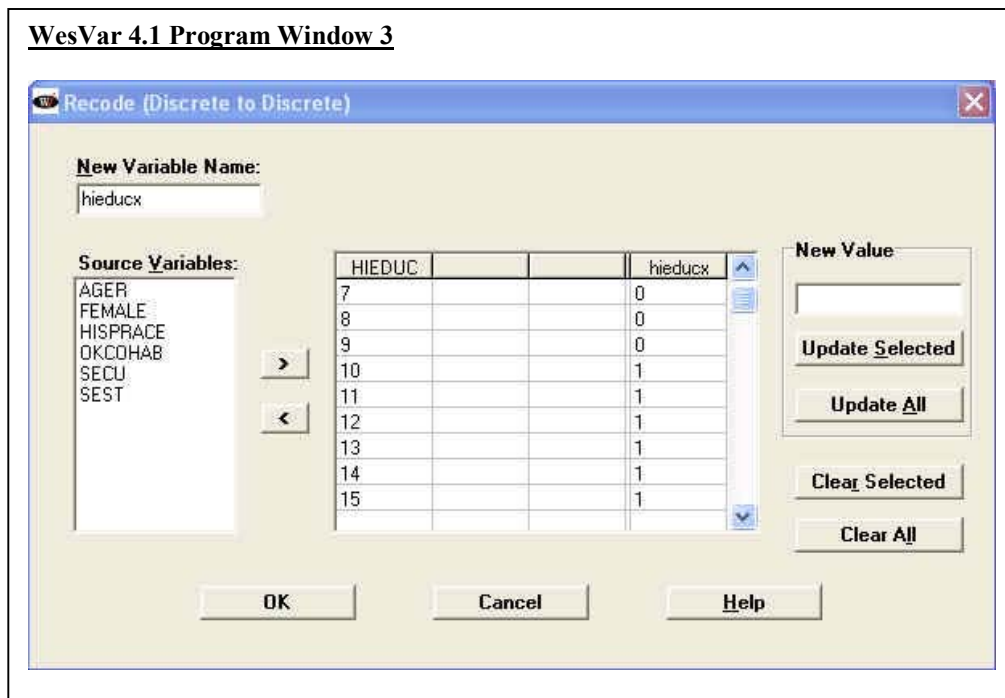 WesVar 4.1 Program Window 3
W
Recode (Discrete to Discrete)
New Variable Name:
hieducx
Source Variables:
AGER
FEMALE
HISPRACE
OKCOHAB
SECU
SEST
>
<
HIEDUC hieducx
7 0
8 0
9 0
10 1
11 1
12 1
13 1
14 1
15 1
New Value
Update Selected
Update All
Clear Selected
Clear All
OK Cancel Help